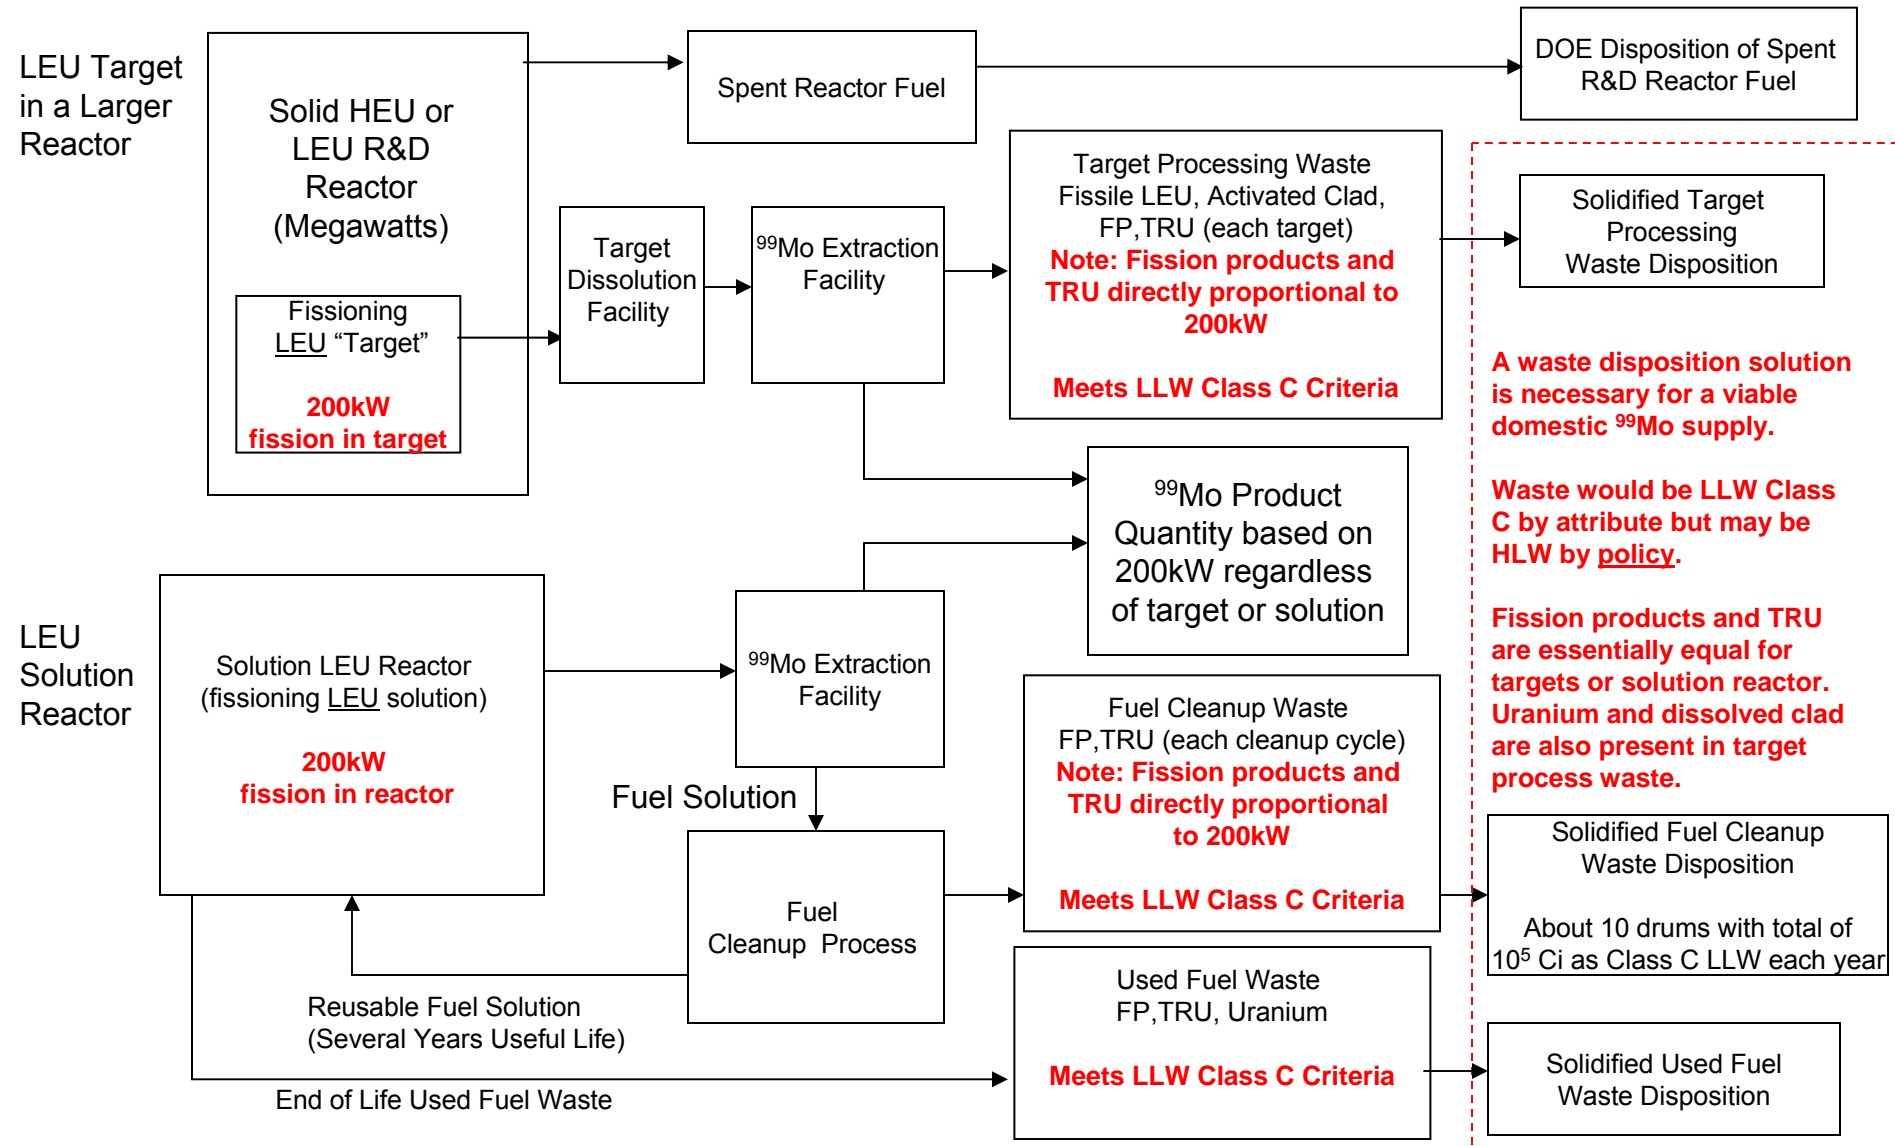 LEU Target
in a Larger
Reactor
Solid HEU or
LEU R&D
Reactor
(Megawatts)
Fissioning
LEU “Target”
200kW
fission in target
Spent Reactor Fuel
DOE Disposition of Spent
R&D Reactor Fuel
Target
Dissolution
Facility
⁹⁹Mo Extraction
Facility
Target Processing Waste
Fissile LEU, Activated Clad,
FP,TRU (each target)
Note: Fission products and
TRU directly proportional to
200kW
Meets LLW Class C Criteria
Solidified Target
Processing
Waste Disposition
A waste disposition solution
is necessary for a viable
domestic ⁹⁹Mo supply.
Waste would be LLW Class
C by attribute but may be
HLW by policy.
Fission products and TRU
are essentially equal for
targets or solution reactor.
Uranium and dissolved clad
are also present in target
process waste.
⁹⁹Mo Product
Quantity based on
200kW regardless
of target or solution
LEU
Solution
Reactor
Solution LEU Reactor
(fissioning LEU solution)
200kW
fission in reactor
⁹⁹Mo Extraction
Facility
Fuel Solution
Fuel
Cleanup Process
Fuel Cleanup Waste
FP,TRU (each cleanup cycle)
Note: Fission products and
TRU directly proportional
to 200kW
Meets LLW Class C Criteria
Solidified Fuel Cleanup
Waste Disposition
About 10 drums with total of
10⁵ Ci as Class C LLW each year
Reusable Fuel Solution
(Several Years Useful Life)
End of Life Used Fuel Waste
Used Fuel Waste
FP,TRU, Uranium
Meets LLW Class C Criteria
Solidified Used Fuel
Waste Disposition